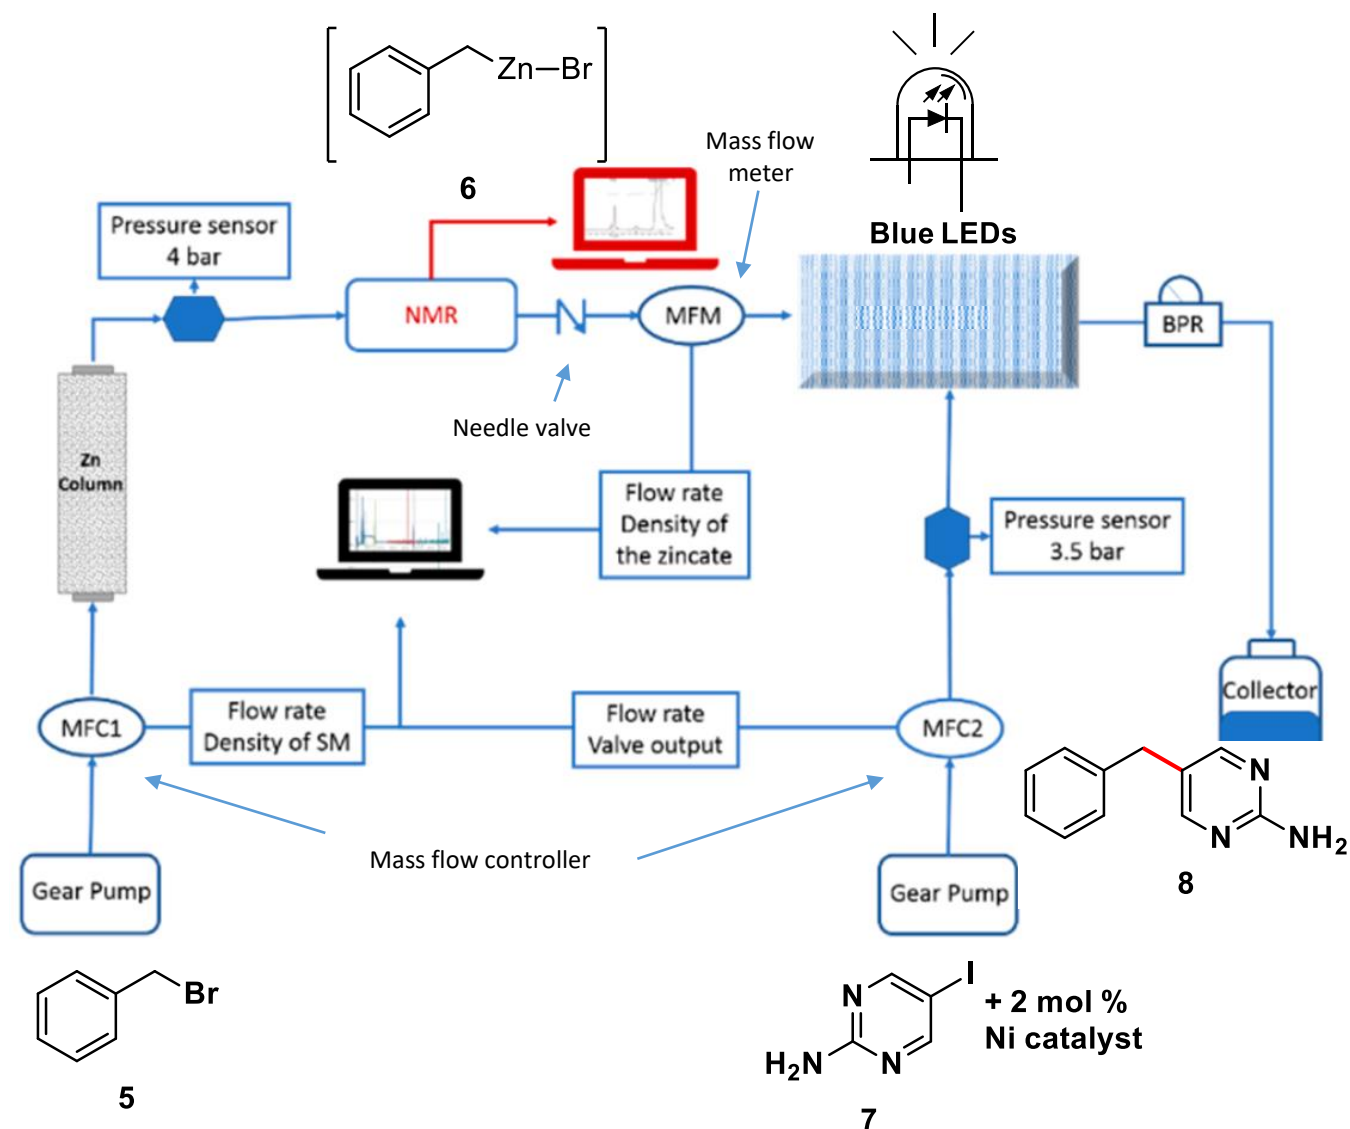 Zn—Br
6
Mass flow
meter
Blue LEDs
Pressure sensor
4 bar
NMR
MFM
BPR
Needle valve
Zn
Column
Flow rate
Density of
the zincate
Pressure sensor
3.5 bar
Collector
MFC1
Flow rate
Density of SM
Flow rate
Valve output
MFC2
N
N
NH2
8
Mass flow controller
Gear Pump
Gear Pump
Br
5
I
N
N
H2N
+ 2 mol %
Ni catalyst
7